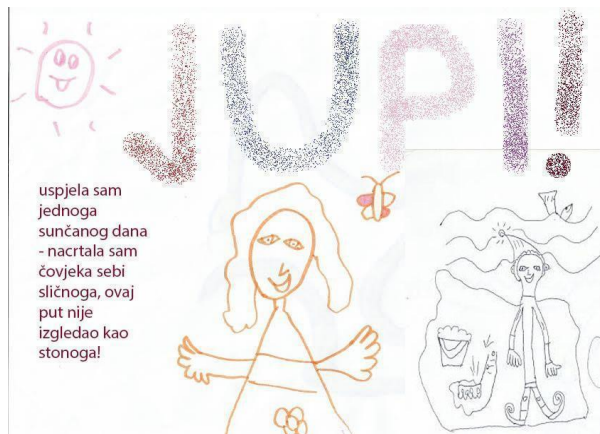 JUPI!
uspjela sam
jednoga
sunčanog dana
- nacrtala sam
čovjeka sebi
sličnoga, ovaj
put nije
izgledao kao
stonoga!